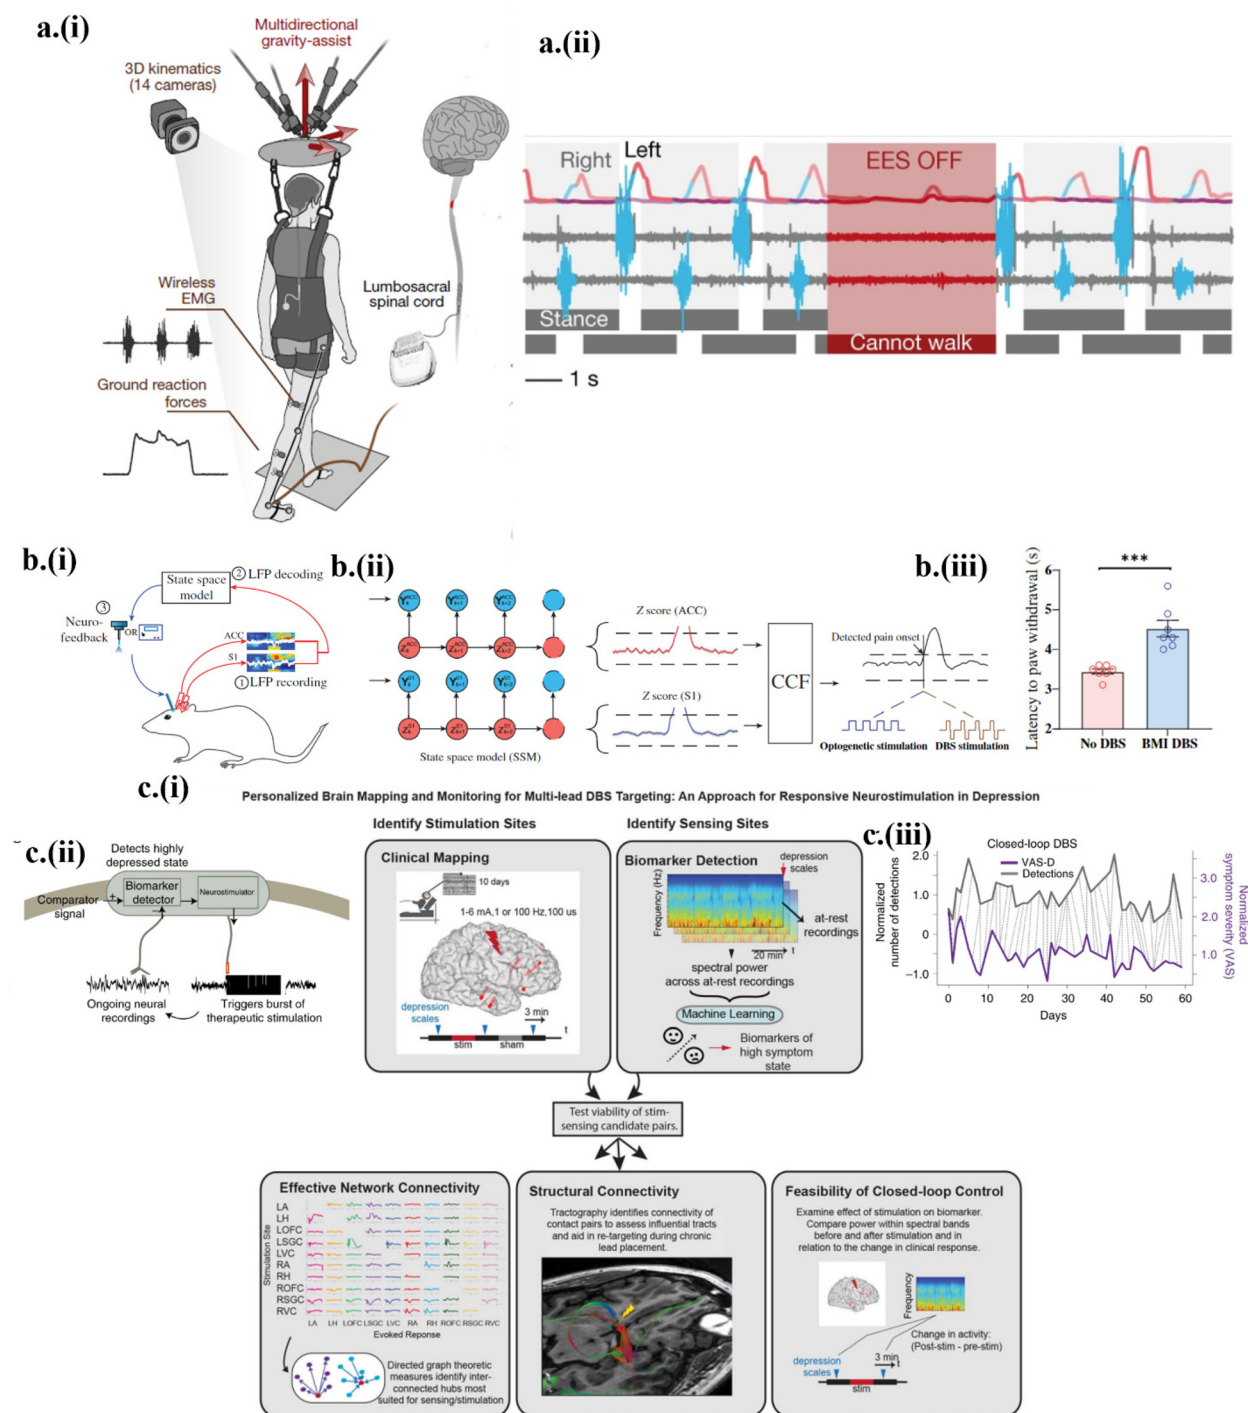 a.(i)
Multidirectional
gravity-assist
3D kinematics
(14 cameras)
Wireless
EMG
Lumbosacral
spinal cord
Ground reaction
forces
a.(ii)
Right
Left
EES OFF
Stance
Cannot walk
1 s
b.(i)
State space
model
② LFP decoding
③
Neuro-
feedback
OR
ACC
S1
① LFP recording
b.(ii)
State space model (SSM)
Z score (ACC)
Z score (S1)
CCF
Detected pain onset
Optogenetic stimulation
DBS stimulation
b.(iii)
Latency to paw withdrawal (s)
6
5
4
3
2
***
No DBS
BMI DBS
c.(i)
Personalized Brain Mapping and Monitoring for Multi-lead DBS Targeting: An Approach for Responsive Neurostimulation in Depression
Identify Stimulation Sites
Clinical Mapping
10 days
1-6 mA,1 or 100 Hz,100 us
depression
scales
3 min
t
stim
sham
Identify Sensing Sites
Biomarker Detection
depression
scales
Frequency (Hz)
at-rest
recordings
20 min
t
spectral power
across at-rest recordings
Machine Learning
Biomarkers of
high symptom
state
c.(ii)
Detects highly
depressed state
Biomarker
detector
Neurostimulator
Comparator
signal
+
−
Ongoing neural
recordings
Triggers burst of
therapeutic stimulation
c.(iii)
Closed-loop DBS
VAS-D
Detections
Normalized
number of detections
2.0
1.0
0
−1.0
3.0
2.0
1.0
Normalized
symptom severity (VAS)
0 10 20 30 40 50 60
Days
Test viability of stim-
sensing candidate pairs.
Effective Network Connectivity
Stimulation Site
LA
LH
LOFC
LSGC
LVC
RA
RH
ROFC
RSGC
RVC
LA LH LOFC LSGC LVC RA RH ROFC RSGC RVC
Evoked Reponse
Directed graph theoretic
measures identify inter-
connected hubs most
suited for sensing/stimulation
Structural Connectivity
Tractography identifies connectivity of
contact pairs to assess influential tracts
and aid in re-targeting during chronic
lead placement.
Feasibility of Closed-loop Control
Examine effect of stimulation on biomarker.
Compare power within spectral bands
before and after stimulation and in
relation to the change in clinical response.
Frequency
Change in activity:
(Post-stim - pre-stim)
depression
scales
3 min
t
stim